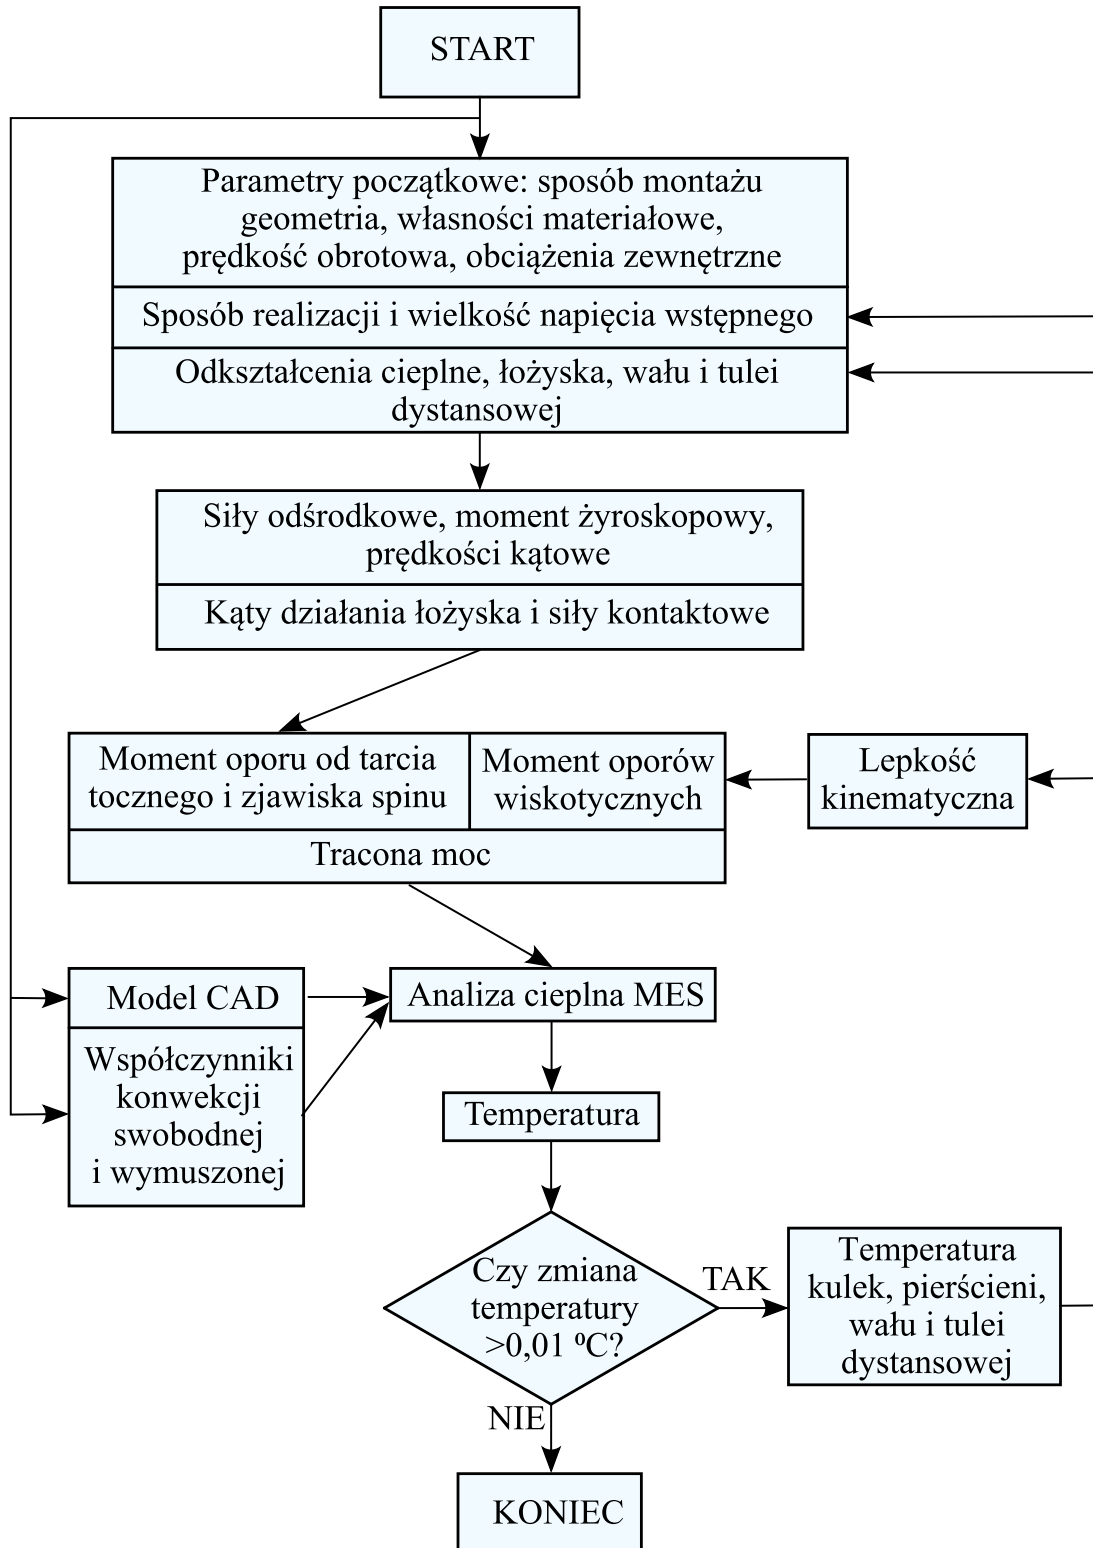 START
Parametry początkowe: sposób montażu
geometria, własności materiałowe,
prędkość obrotowa, obciążenia zewnętrzne
Sposób realizacji i wielkość napięcia wstępnego
Odkształcenia cieplne, łożyska, wału i tulei
dystansowej
Siły odśrodkowe, moment żyroskopowy,
prędkości kątowe
Kąty działania łożyska i siły kontaktowe
Moment oporu od tarcia
tocznego i zjawiska spinu
Moment oporów
wiskotycznych
Lepkość
kinematyczna
Tracona moc
Model CAD
Analiza cieplna MES
Współczynniki
konwekcji
swobodnej
i wymuszonej
Temperatura
Czy zmiana
temperatury
>0,01 ºC?
TAK
Temperatura
kulek, pierścieni,
wału i tulei
dystansowej
NIE
KONIEC